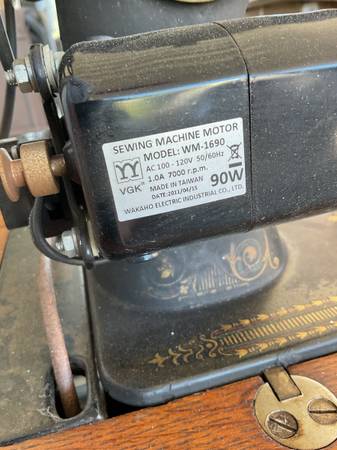 SEWING MACHINE MOTOR
MODEL: WM-1690
AC 100 - 120V 50/60Hz
1.0A 7000 r.p.m.
VGK
MADE IN TAIWAN
90W
DATE:2011/04/15
WAKAHO ELECTRIC INDUSTRIAL CO., LTD.